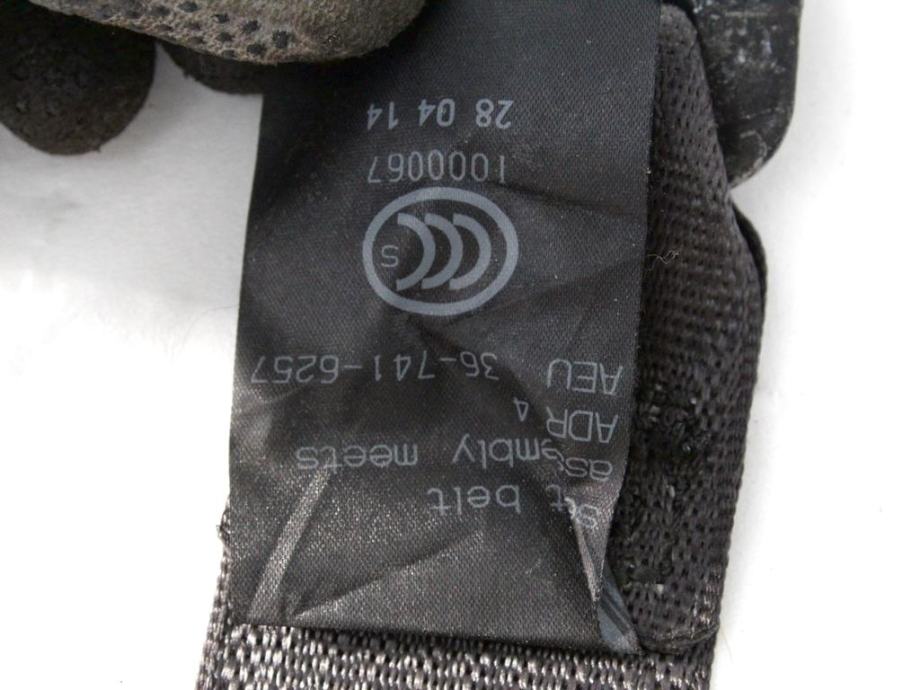 belt
assembly meets
ADR 4
AEU 36-741-6257
S
1000067
28 04 14